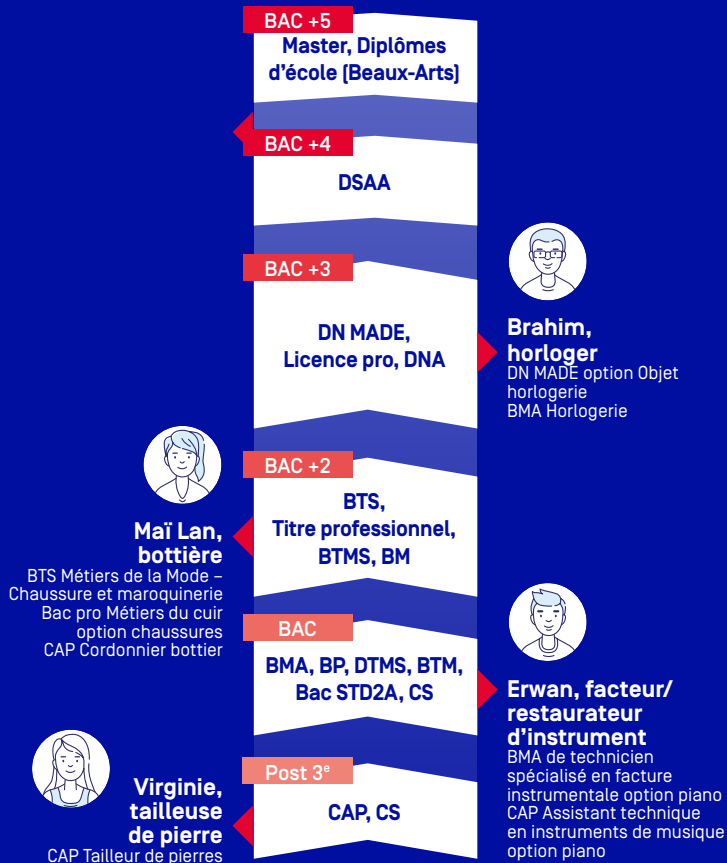 BAC +5
Master, Diplômes
d'école (Beaux-Arts)
BAC +4
DSAA
BAC +3
DN MADE,
Licence pro, DNA
Brahim,
horloger
DN MADE option Objet
horlogerie
BMA Horlogerie
BAC +2
BTS,
Titre professionnel,
BTMS, BM
Maï Lan,
bottière
BTS Métiers de la Mode –
Chaussure et maroquinerie
Bac pro Métiers du cuir
option chaussures
CAP Cordonnier bottier
BAC
BMA, BP, DTMS, BTM,
Bac STD2A, CS
Erwan, facteur/
restaurateur
d'instrument
BMA de technicien
spécialisé en facture
instrumentale option piano
CAP Assistant technique
en instruments de musique
option piano
Post 3e
CAP, CS
Virginie,
tailleuse
de pierre
CAP Tailleur de pierres